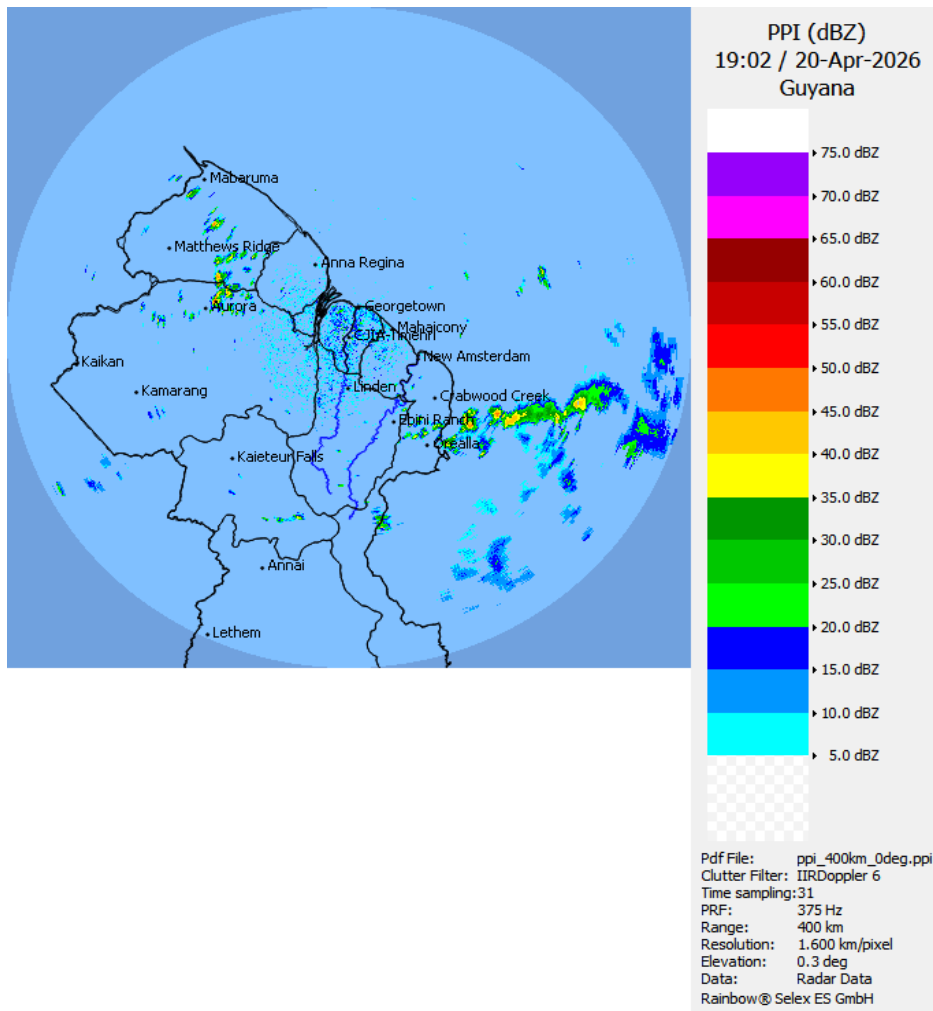 PPI (dBZ)
19:02 / 20-Apr-2026
Guyana
75.0 dBZ
70.0 dBZ
65.0 dBZ
60.0 dBZ
55.0 dBZ
50.0 dBZ
45.0 dBZ
40.0 dBZ
35.0 dBZ
30.0 dBZ
25.0 dBZ
20.0 dBZ
15.0 dBZ
10.0 dBZ
5.0 dBZ
Mabaruma
Matthews Ridge
Anna Regina
Aurora
Georgetown
Mahaicony
CJIA-Timehri
New Amsterdam
Kaikan
Kamarang
Linden
Crabwood Creek
Ebini Ranch
Orealla
Kaieteur Falls
Annai
Lethem
Pdf File: ppi_400km_0deg.ppi
Clutter Filter: IIRDoppler 6
Time sampling:31
PRF: 375 Hz
Range: 400 km
Resolution: 1.600 km/pixel
Elevation: 0.3 deg
Data: Radar Data
Rainbow® Selex ES GmbH